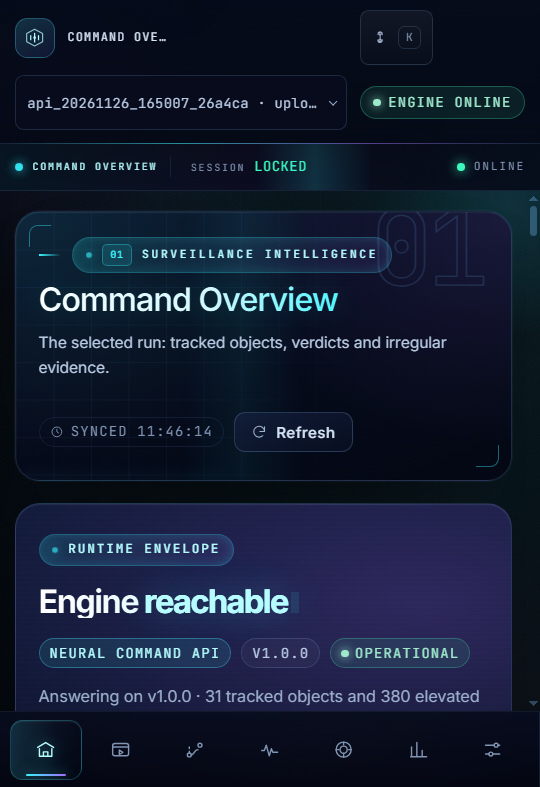 COMMAND OVE…
K
api_20261126_165007_26a4ca · uplo…
ENGINE ONLINE
COMMAND OVERVIEW
SESSION LOCKED
ONLINE
01
01 SURVEILLANCE INTELLIGENCE
Command Overview
The selected run: tracked objects, verdicts and irregular
evidence.
SYNCED 11:46:14
Refresh
RUNTIME ENVELOPE
Engine reachable
NEURAL COMMAND API
V1.0.0
OPERATIONAL
Answering on v1.0.0 · 31 tracked objects and 380 elevated